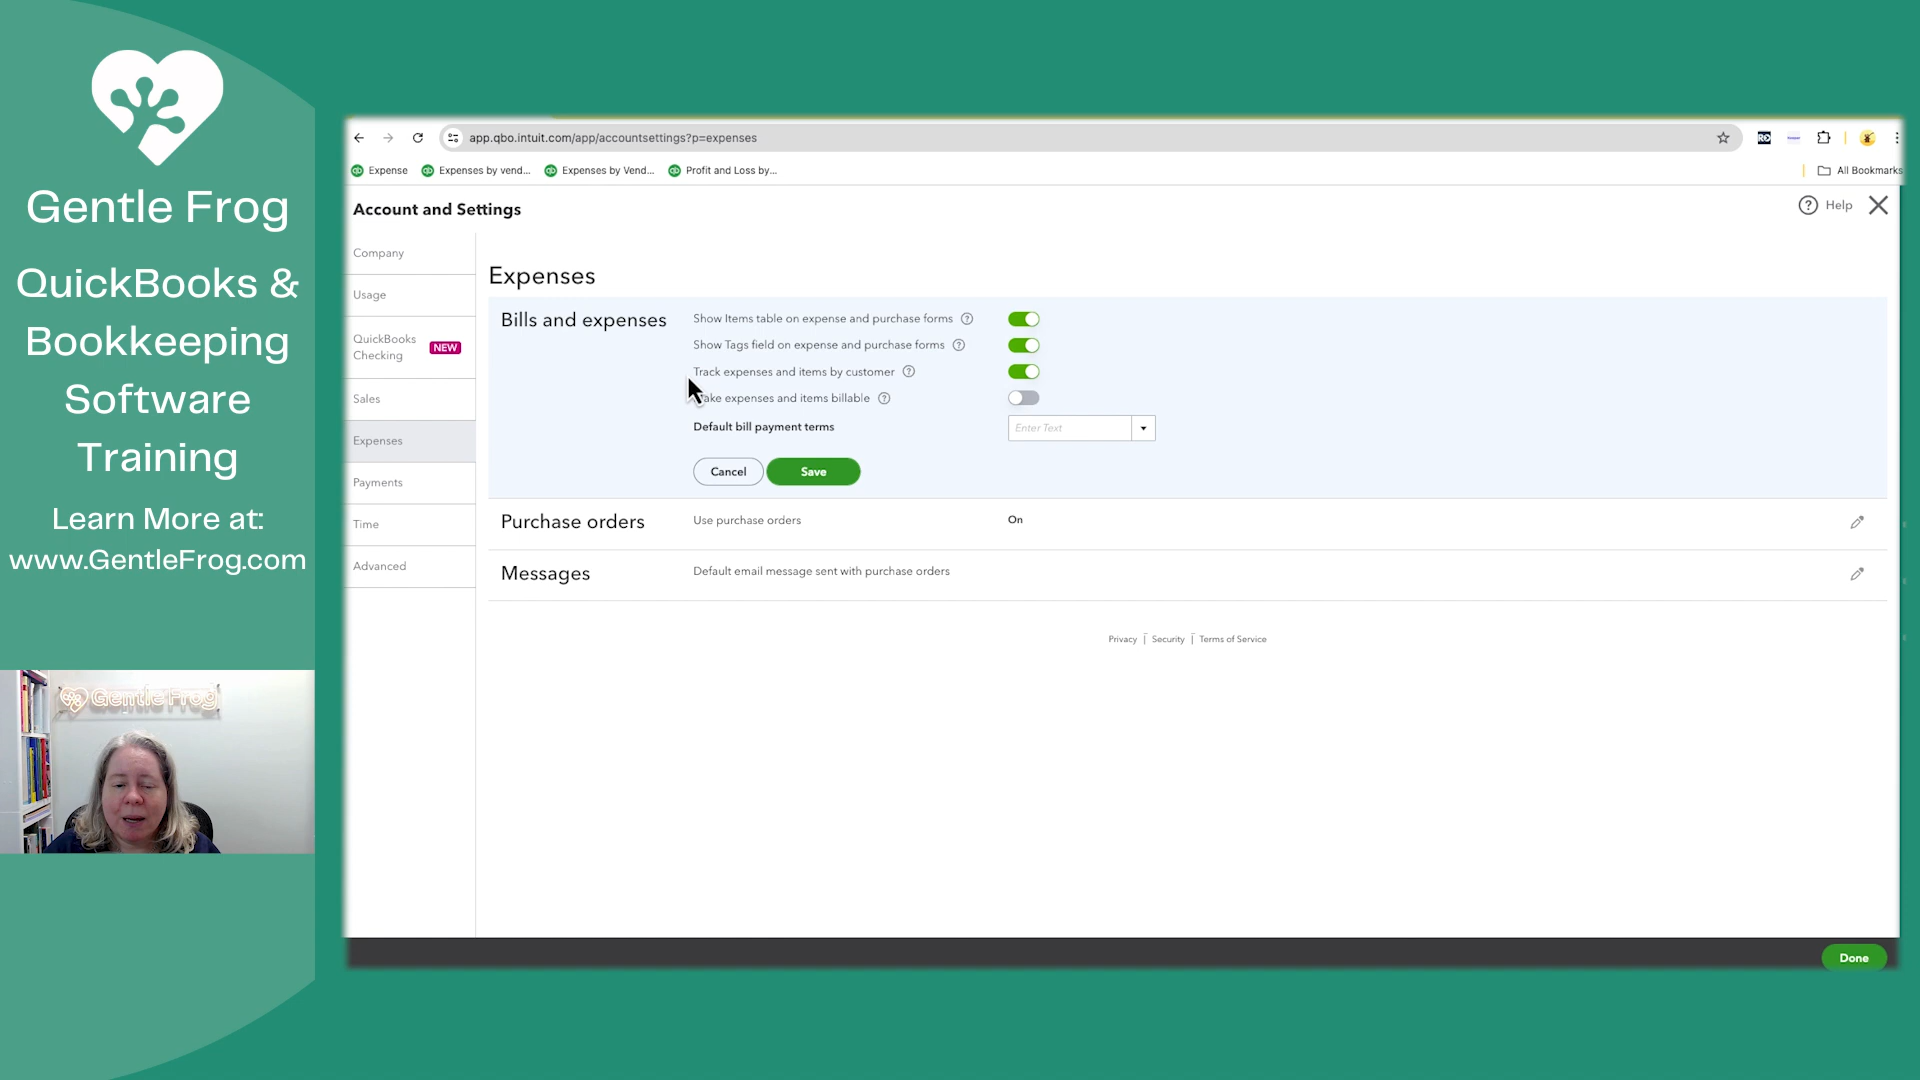 Gentle Frog
QuickBooks &
Bookkeeping
Software
Training
Learn More at:
www.GentleFrog.com
Gentle Frog
app.qbo.intuit.com/app/accountsettings?p=expenses
Expense
Expenses by vend...
Expenses by Vend...
Profit and Loss by...
All Bookmarks
Account and Settings
Help
Company
Usage
QuickBooks
Checking
NEW
Sales
Expenses
Payments
Time
Advanced
Expenses
Bills and expenses
Show Items table on expense and purchase forms
Show Tags field on expense and purchase forms
Track expenses and items by customer
expenses and items billable
Default bill payment terms
Enter Text
Cancel
Save
Purchase orders
Use purchase orders
On
Messages
Default email message sent with purchase orders
Privacy | Security | Terms of Service
Done